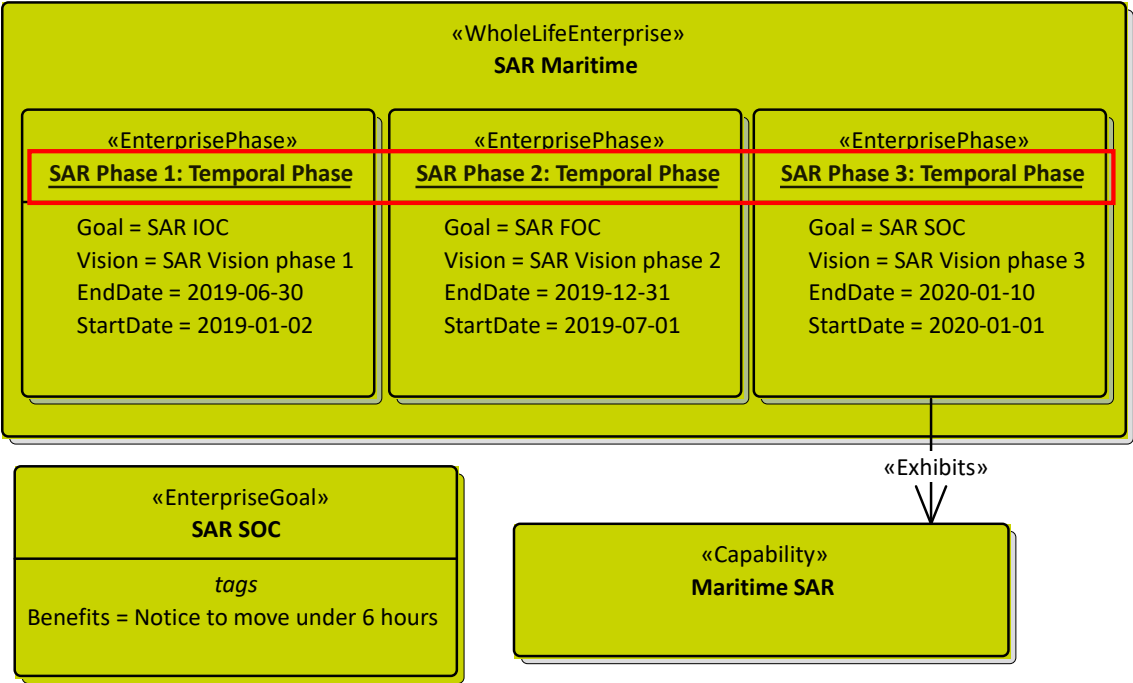 «WholeLifeEnterprise»
SAR Maritime
«EnterprisePhase»
SAR Phase 1: Temporal Phase
Goal = SAR IOC
Vision = SAR Vision phase 1
EndDate = 2019-06-30
StartDate = 2019-01-02
«EnterprisePhase»
SAR Phase 2: Temporal Phase
Goal = SAR FOC
Vision = SAR Vision phase 2
EndDate = 2019-12-31
StartDate = 2019-07-01
«EnterprisePhase»
SAR Phase 3: Temporal Phase
Goal = SAR SOC
Vision = SAR Vision phase 3
EndDate = 2020-01-10
StartDate = 2020-01-01
«Exhibits»
«EnterpriseGoal»
SAR SOC
tags
Benefits = Notice to move under 6 hours
«Capability»
Maritime SAR